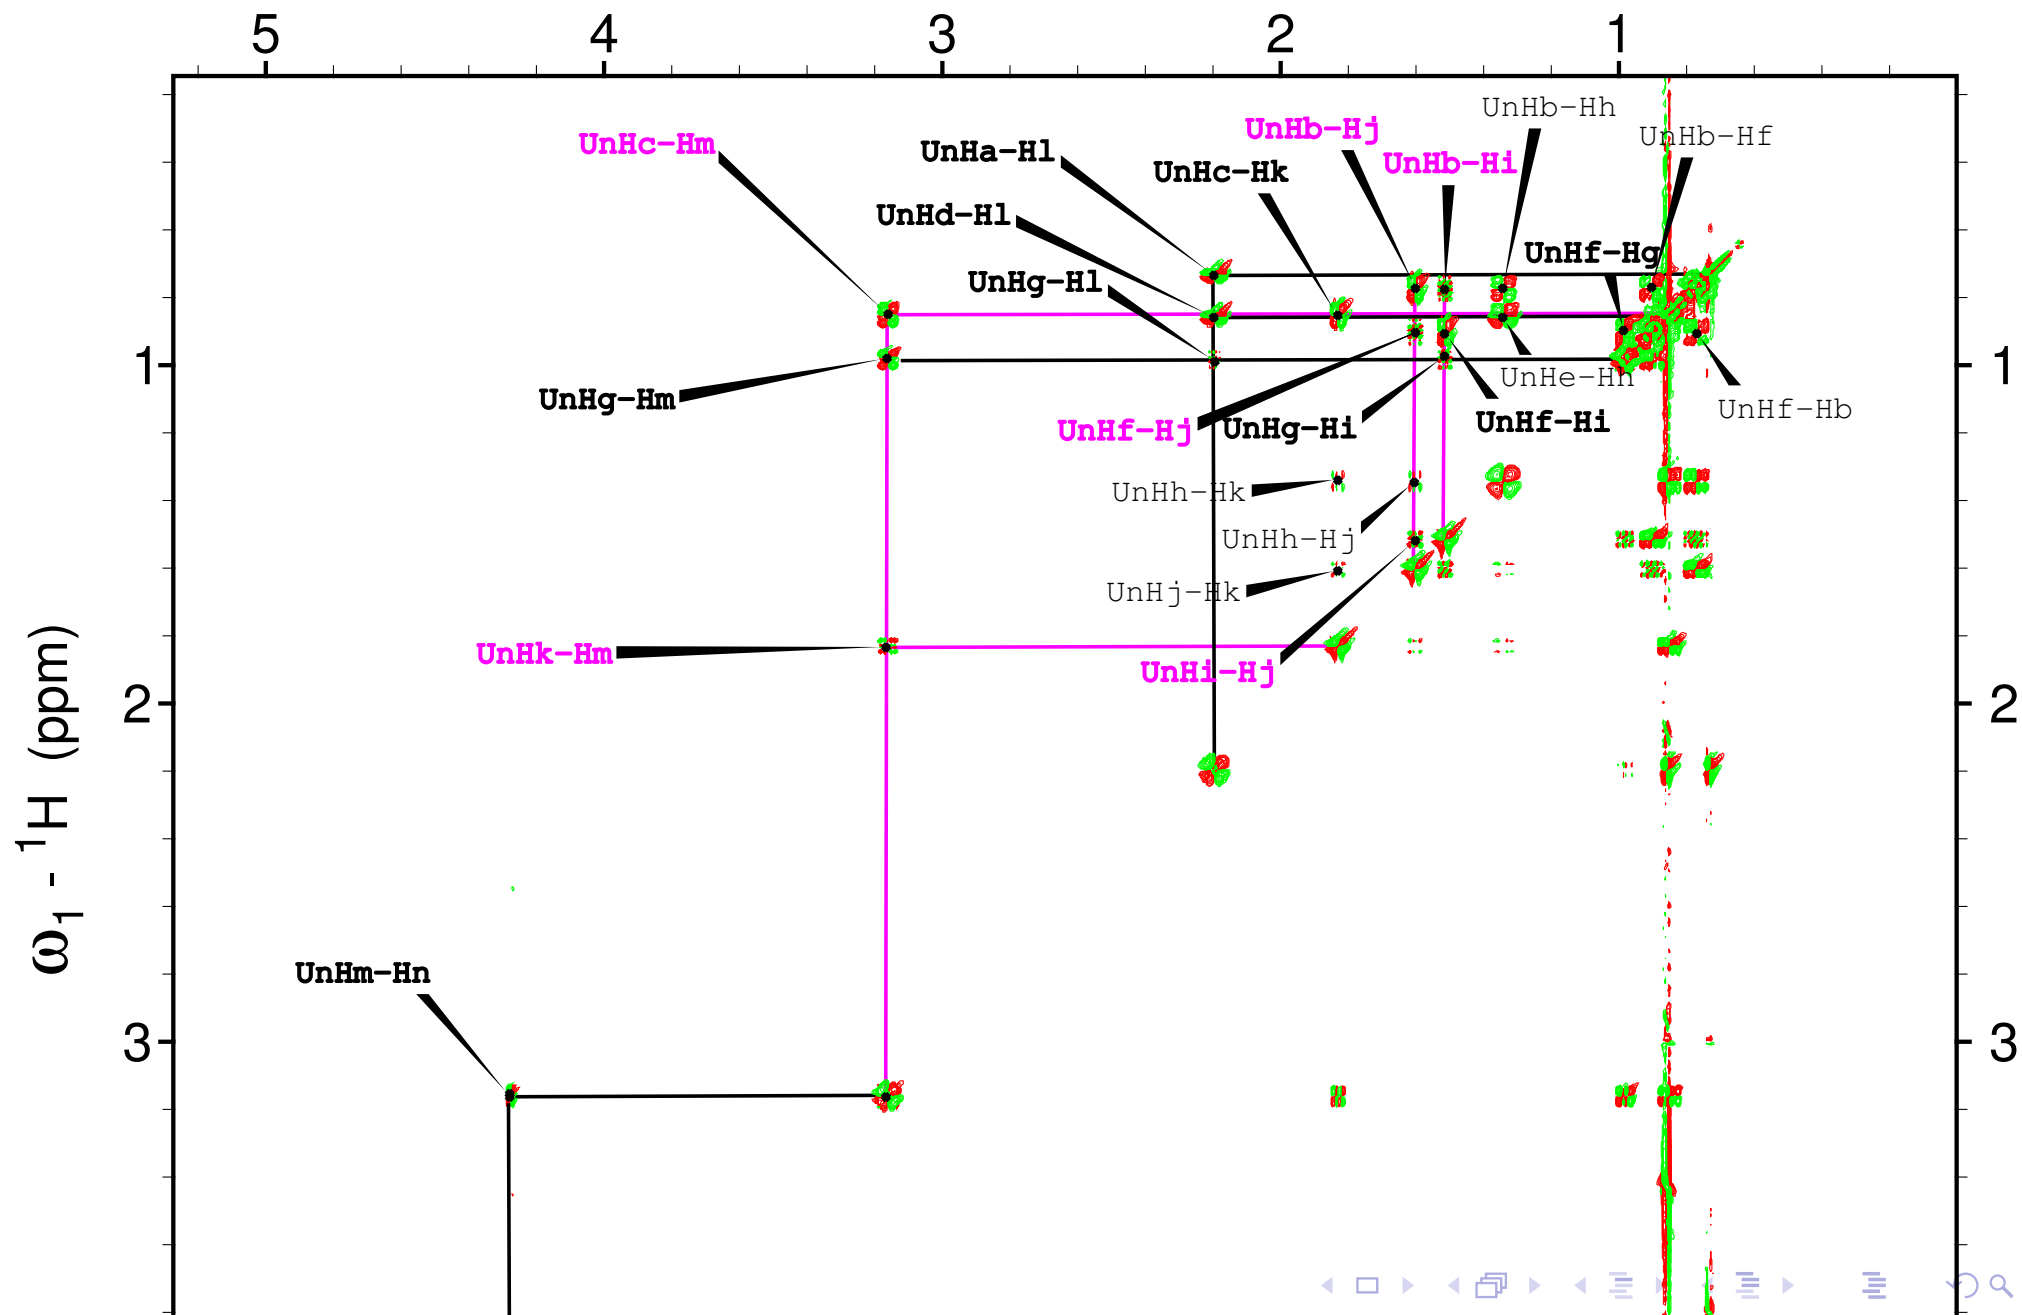 5 4 3 2 1
UnHb-Hh
UnHb-Hj
UnHb-Hf
UnHc-Hm
UnHa-Hl
UnHb-Hi
UnHc-Hk
UnHd-Hl
UnHf-Hg
UnHg-Hl
1 1
UnHe-Hh
UnHg-Hm
UnHf-Hb
UnHf-Hj
UnHg-Hi
UnHf-Hi
UnHh-Hk
UnHh-Hj
UnHj-Hk
UnHk-Hm
UnHi-Hj
2 2
ω1 - 1H (ppm)
UnHm-Hn
3 3